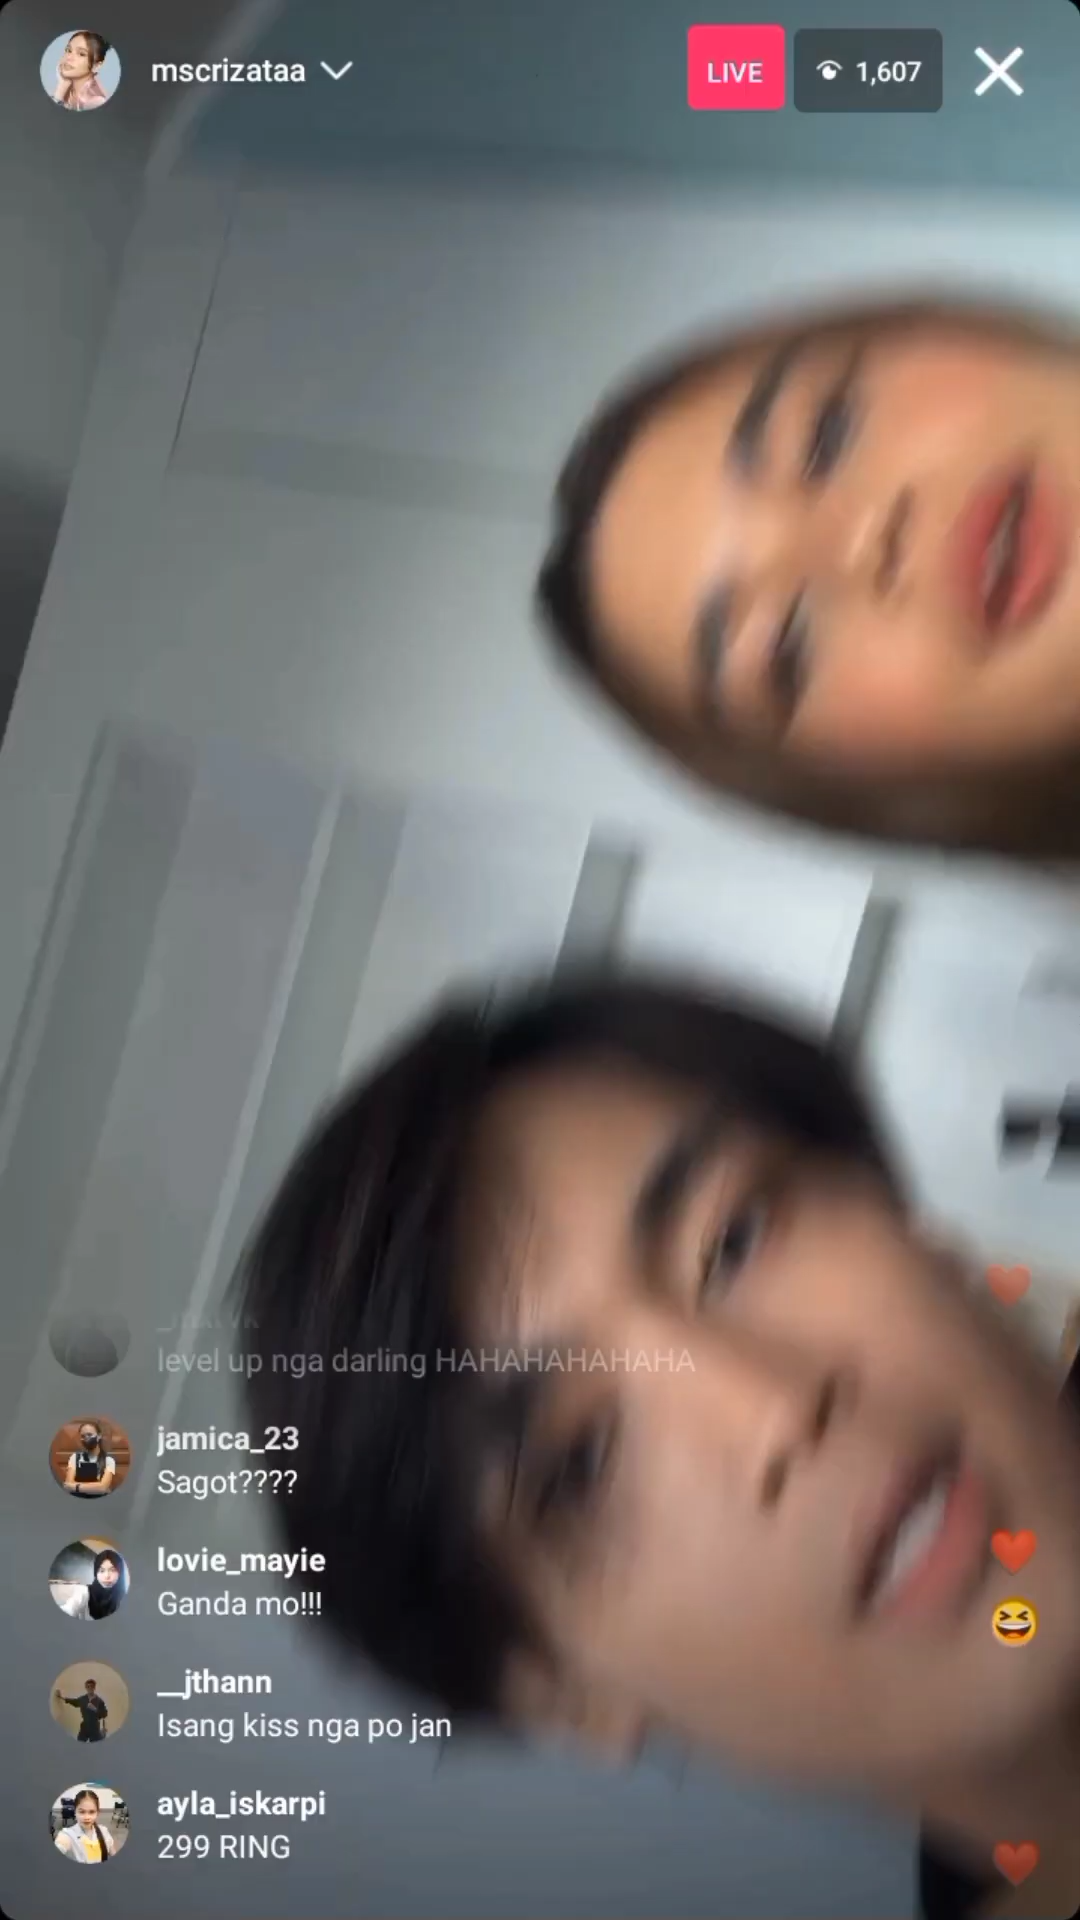 mscrizataa
LIVE
1,607
level up nga darling HAHAHAHAHAHA
jamica_23
Sagot????
lovie_mayie
Ganda mo!!!
__jthann
Isang kiss nga po jan
ayla_iskarpi
299 RING